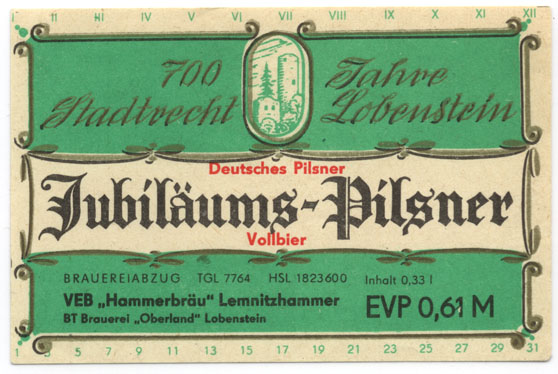 I II III IV V VI VII VIII IX X XI XII
700 Jahre
Stadtrecht Lobenstein
Deutsches Pilsner
Jubiläums-Pilsner
Vollbier
BRAUEREIABZUG TGL 7764 HSL 1823600 Inhalt 0,33 l
VEB „Hammerbräu" Lemnitzhammer
EVP 0,61 M
BT Brauerei „Oberland" Lobenstein
1 3 5 7 9 11 13 15 17 19 21 23 25 27 29 31